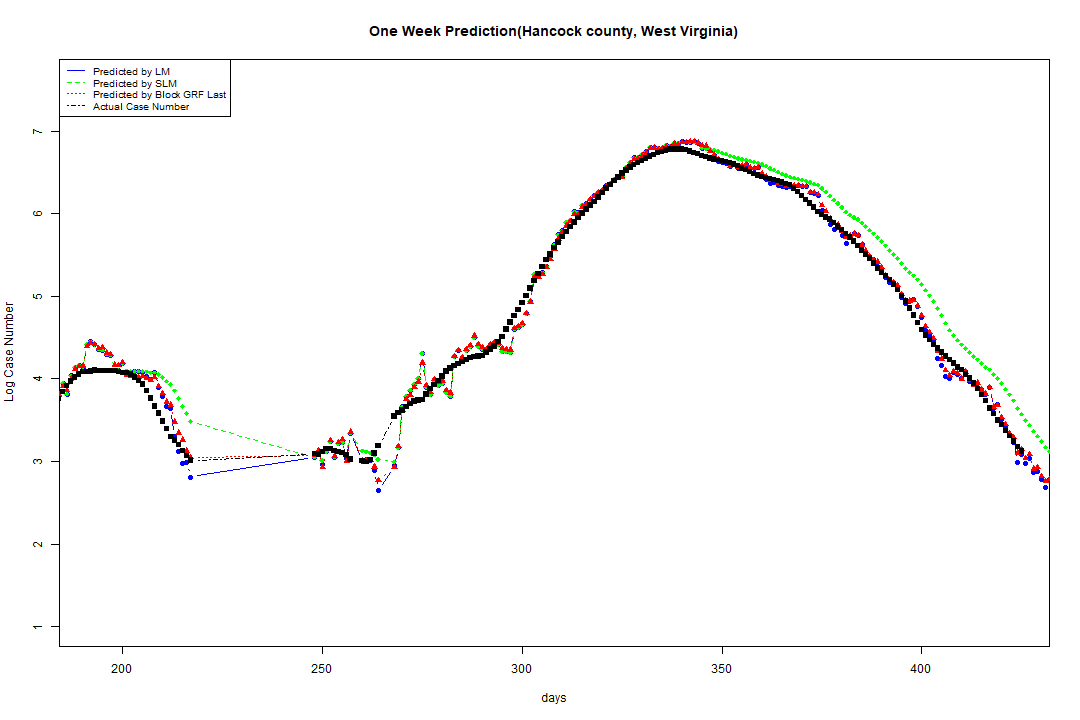 One Week Prediction(Hancock county, West Virginia)
Predicted by LM
Predicted by SLM
Predicted by Block GRF Last
Actual Case Number
7
6
5
4
3
2
1
Log Case Number
200 250 300 350 400
days